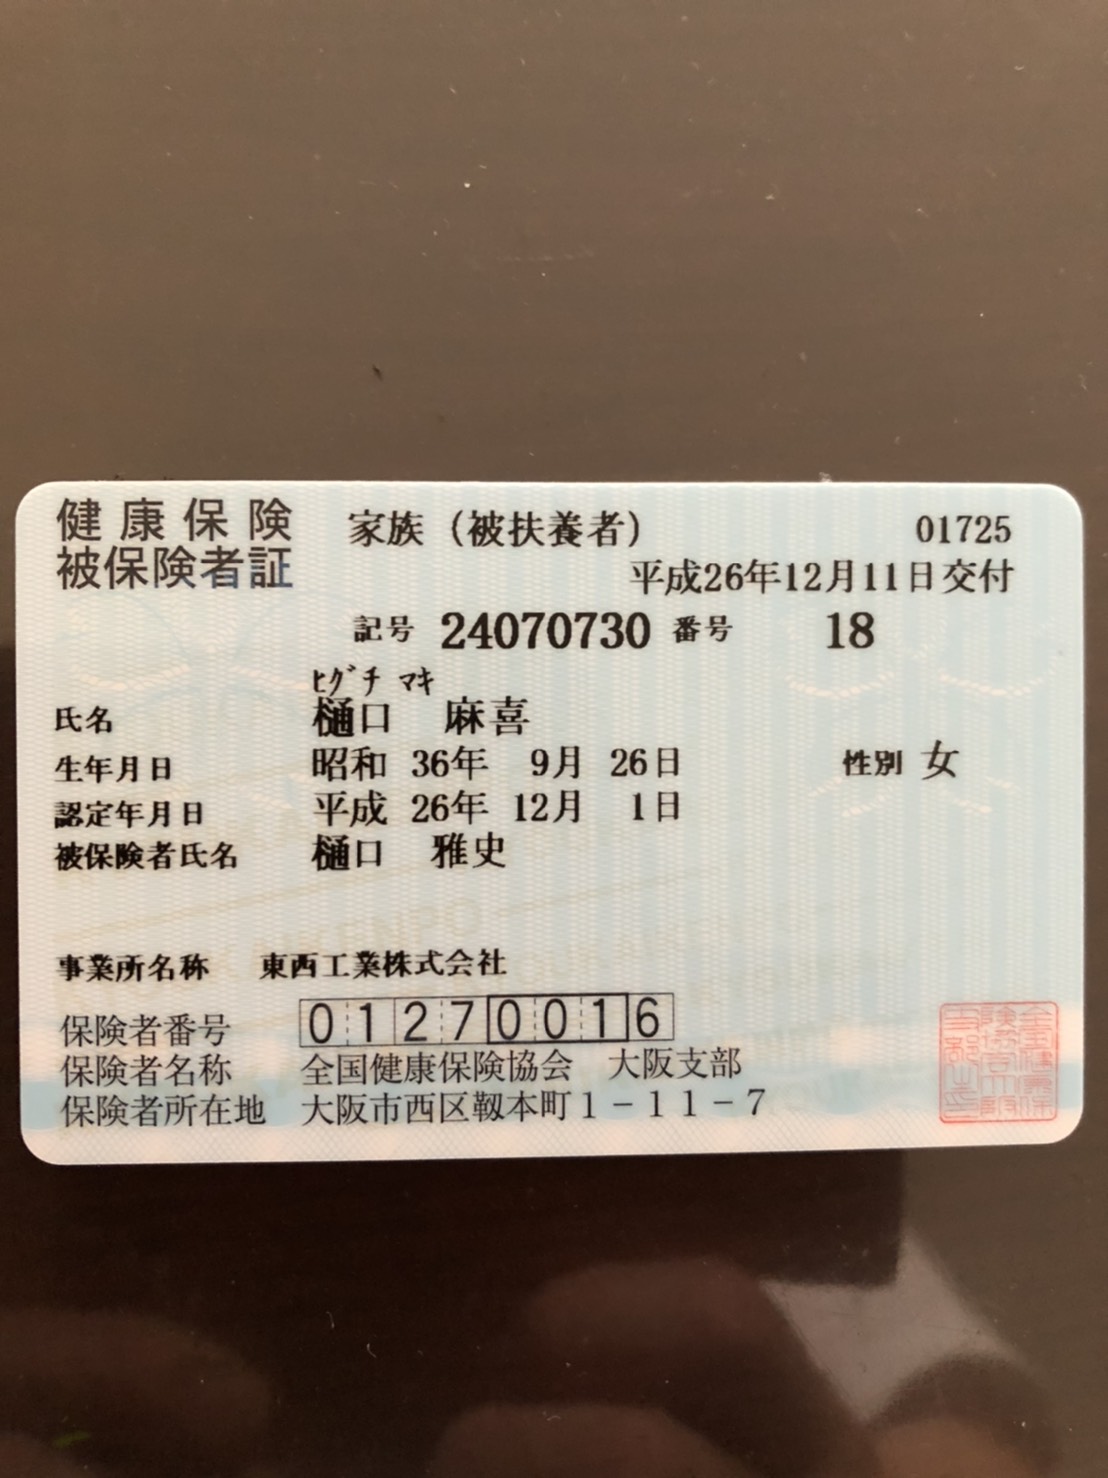 健康保険 家族（被扶養者） 01725
被保険者証 平成26年12月11日交付
記号 24070730 番号 18
ﾋｸﾞﾁ ﾏｷ
氏名 樋口 麻喜
生年月日 昭和 36年 9月 26日 性別 女
認定年月日 平成 26年 12月 1日
被保険者氏名 樋口 雅史
事業所名称 東西工業株式会社
保険者番号 01270016
保険者名称 全国健康保険協会 大阪支部
保険者所在地 大阪市西区靱本町１－１１－７